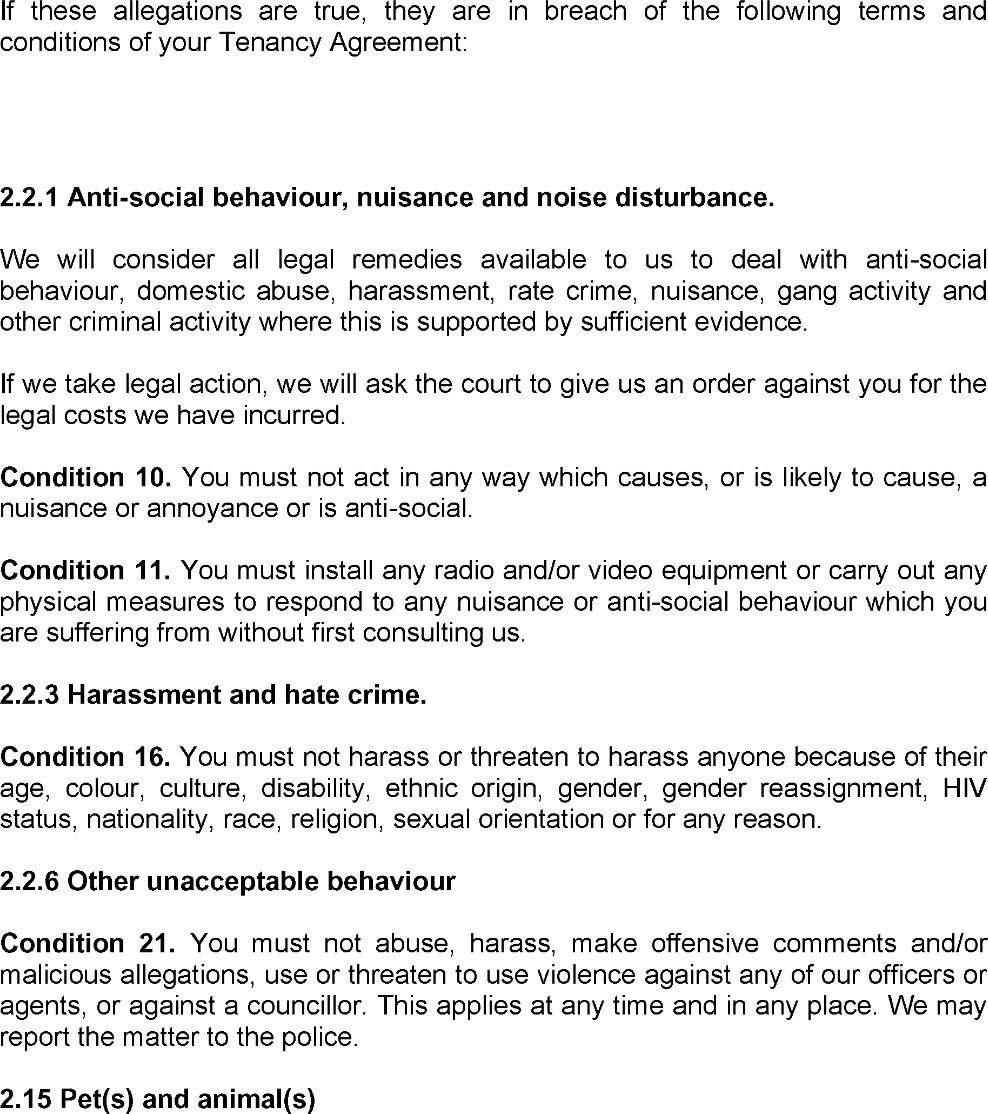 If these allegations are true, they are in breach of the following terms and
conditions of your Tenancy Agreement:
2.2.1 Anti-social behaviour, nuisance and noise disturbance.
We will consider all legal remedies available to us to deal with anti-social
behaviour, domestic abuse, harassment, rate crime, nuisance, gang activity and
other criminal activity where this is supported by sufficient evidence.
If we take legal action, we will ask the court to give us an order against you for the
legal costs we have incurred.
Condition 10. You must not act in any way which causes, or is likely to cause, a
nuisance or annoyance or is anti-social.
Condition 11. You must install any radio and/or video equipment or carry out any
physical measures to respond to any nuisance or anti-social behaviour which you
are suffering from without first consulting us.
2.2.3 Harassment and hate crime.
Condition 16. You must not harass or threaten to harass anyone because of their
age, colour, culture, disability, ethnic origin, gender, gender reassignment, HIV
status, nationality, race, religion, sexual orientation or for any reason.
2.2.6 Other unacceptable behaviour
Condition 21. You must not abuse, harass, make offensive comments and/or
malicious allegations, use or threaten to use violence against any of our officers or
agents, or against a councillor. This applies at any time and in any place. We may
report the matter to the police.
2.15 Pet(s) and animal(s)